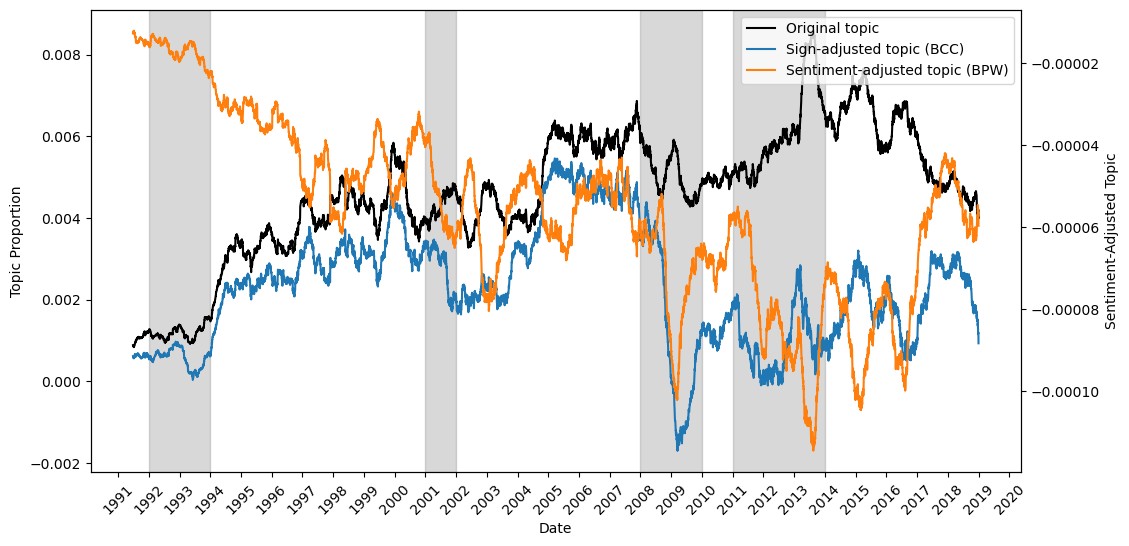 Original topic
Sign-adjusted topic (BCC)
Sentiment-adjusted topic (BPW)
0.008
0.006
0.004
0.002
0.000
−0.002
Topic Proportion
−0.00002
−0.00004
−0.00006
−0.00008
−0.00010
Sentiment-Adjusted Topic
1991 1992 1993 1994 1995 1996 1997 1998 1999 2000 2001 2002 2003 2004 2005 2006 2007 2008 2009 2010 2011 2012 2013 2014 2015 2016 2017 2018 2019 2020
Date